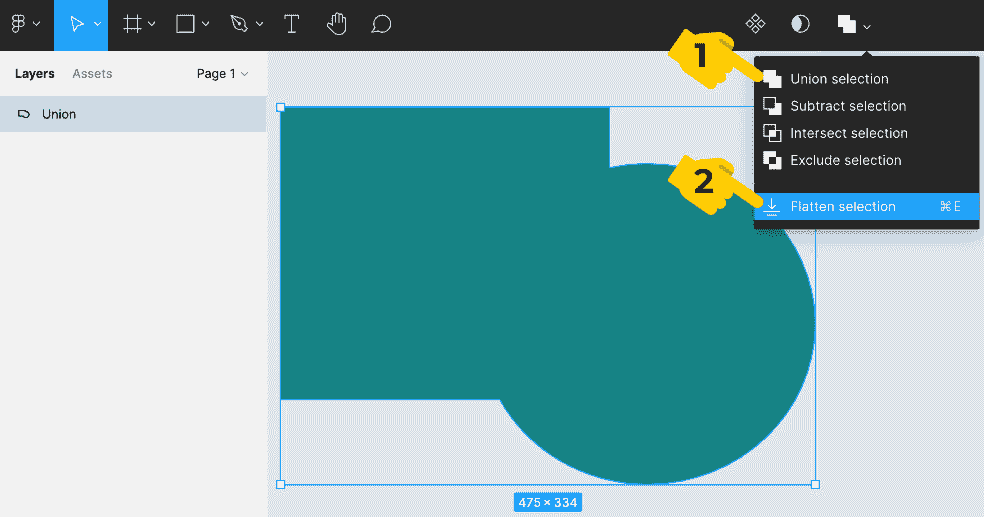 Layers Assets Page 1
Union
1
Union selection
Subtract selection
Intersect selection
Exclude selection
2
Flatten selection ⌘E
475 × 334